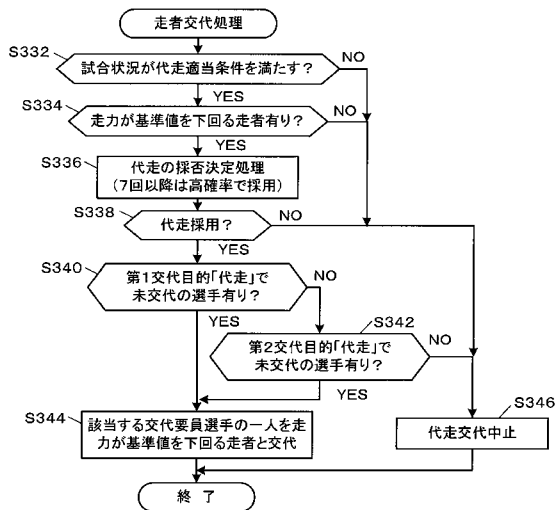 走者交代処理
S332
試合状況が代走適当条件を満たす？
NO
YES
S334
走力が基準値を下回る走者有り？
NO
YES
S336
代走の採否決定処理
(7回以降は高確率で採用)
S338
代走採用？
NO
YES
S340
第1交代目的「代走」で
未交代の選手有り？
NO
YES
S342
第2交代目的「代走」で
未交代の選手有り？
NO
YES
S344
該当する交代要員選手の一人を走
力が基準値を下回る走者と交代
S346
代走交代中止
終 了